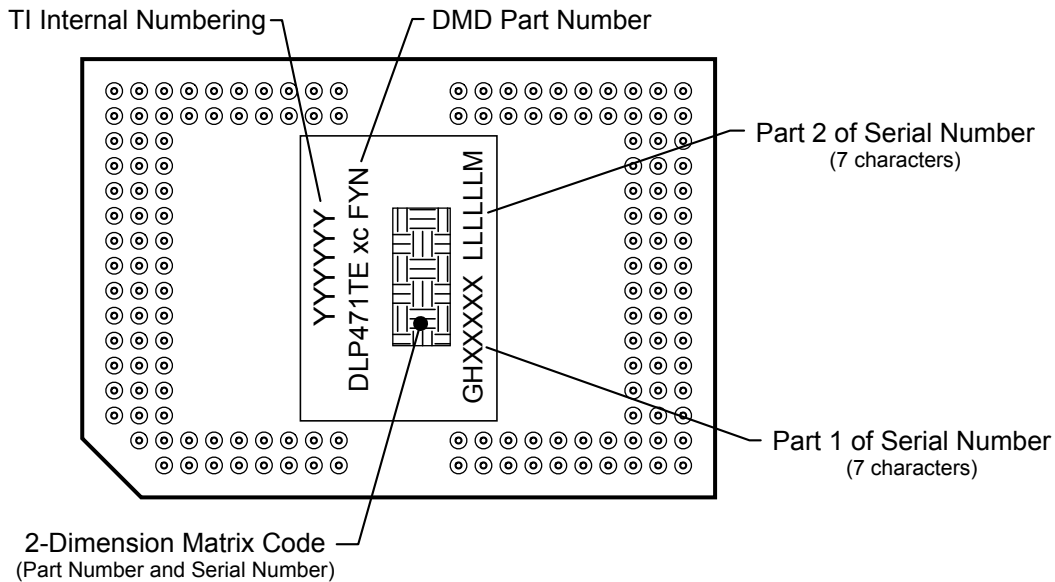 TI Internal Numbering
DMD Part Number
Part 2 of Serial Number
(7 characters)
YYYYYYY
DLP471TE xc FYN
GHXXXXX LLLLLLM
Part 1 of Serial Number
(7 characters)
2-Dimension Matrix Code
(Part Number and Serial Number)